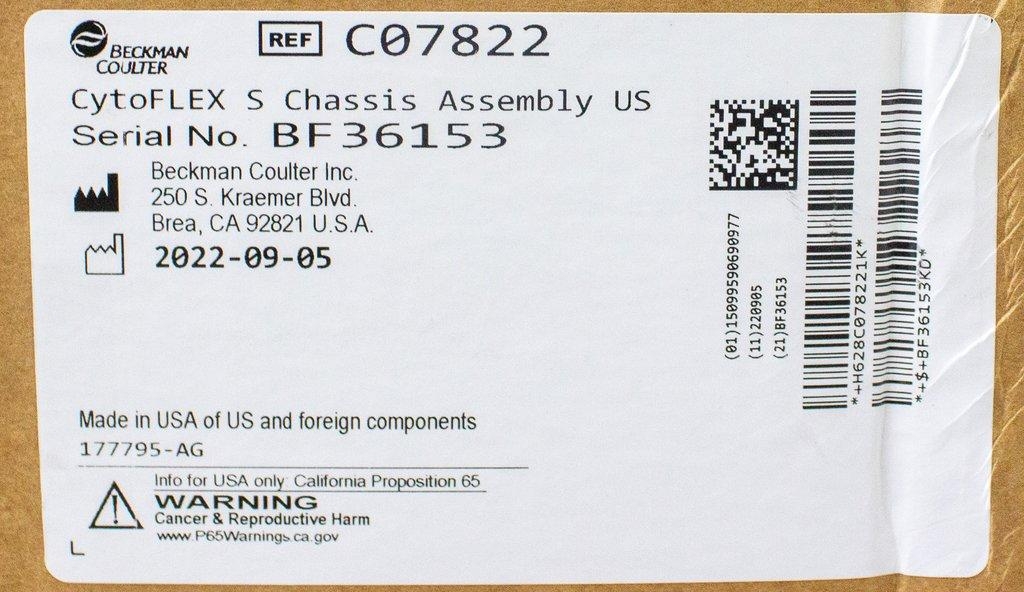 BECKMAN
COULTER
REF C07822
CytoFLEX S Chassis Assembly US
Serial No. BF36153
Beckman Coulter Inc.
250 S. Kraemer Blvd.
Brea, CA 92821 U.S.A.
2022-09-05
(01)15099590690977
(11)220905
(21)BF36153
*+H628C078221K*
*+$+BF36153KD*
Made in USA of US and foreign components
177795-AG
Info for USA only: California Proposition 65
WARNING
Cancer & Reproductive Harm
www.P65Warnings.ca.gov